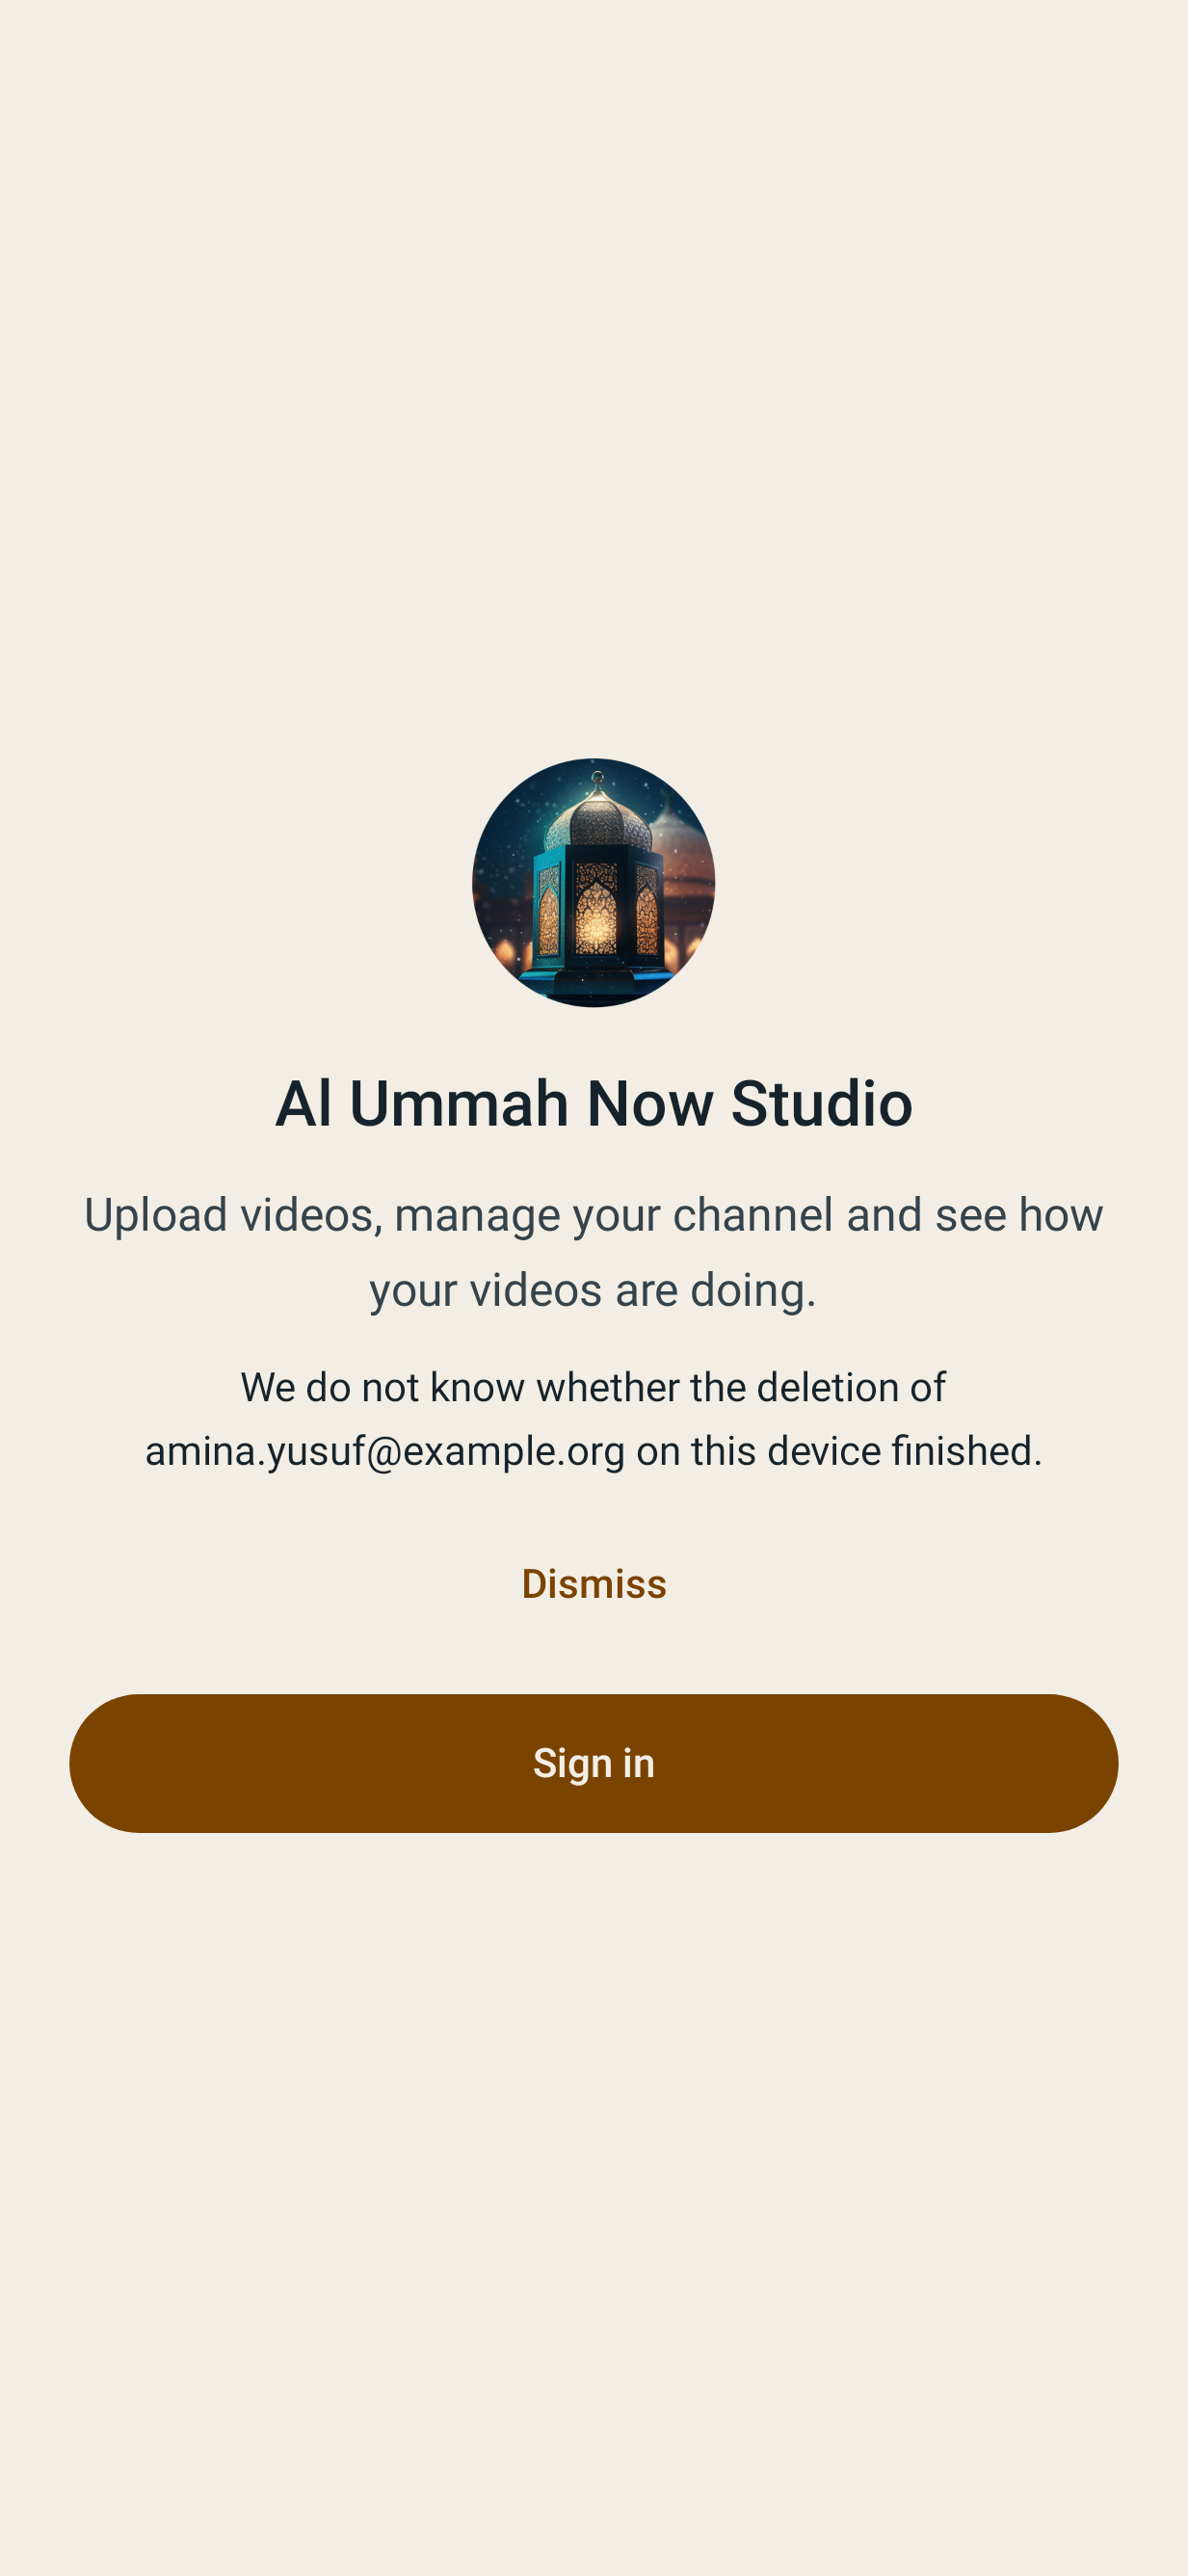 Al Ummah Now Studio
Upload videos, manage your channel and see how
your videos are doing.
We do not know whether the deletion of
amina.yusuf@example.org on this device finished.
Dismiss
Sign in